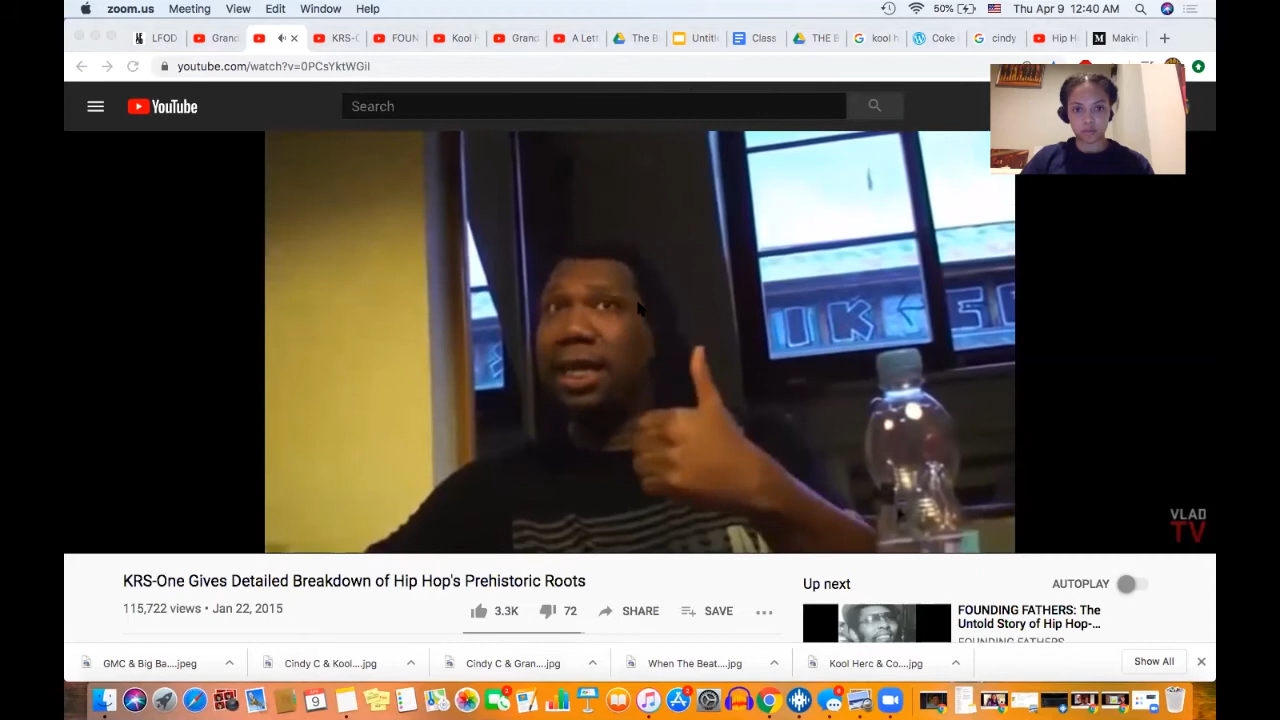 zoom.us Meeting View Edit Window Help 50% Thu Apr 9 12:40 AM
LFOD Grand KRS-O FOUN Kool H Grand A Lett The B Untitl Class THE B kool h Coke cindy Hip H Makin
youtube.com/watch?v=0PCsYktWGiI
YouTube
Search
VLAD
TV
KRS-One Gives Detailed Breakdown of Hip Hop's Prehistoric Roots
115,722 views • Jan 22, 2015
3.3K 72 SHARE SAVE
Up next
AUTOPLAY
FOUNDING FATHERS: The
Untold Story of Hip Hop-...
FOUNDING FATHERS
GMC & Big Ba....jpeg Cindy C & Kool....jpg Cindy C & Gran....jpg When The Beat....jpg Kool Herc & Co....jpg Show All